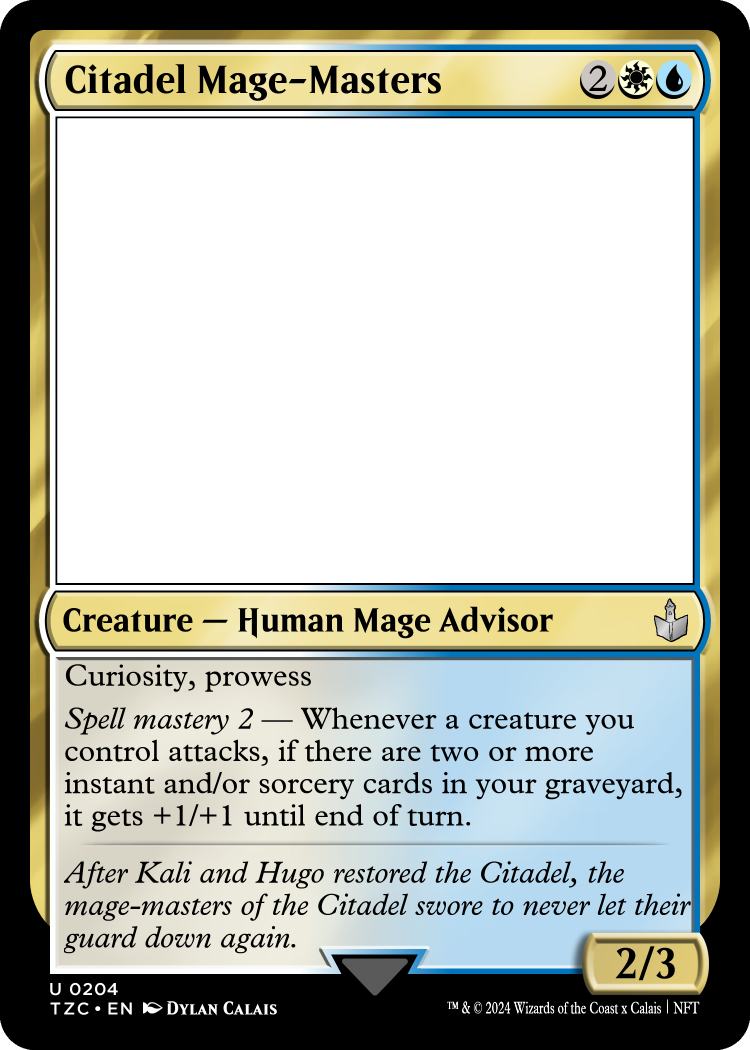 Citadel Mage-Masters 2
Creature — Human Mage Advisor
Curiosity, prowess
Spell mastery 2 — Whenever a creature you
control attacks, if there are two or more
instant and/or sorcery cards in your graveyard,
it gets +1/+1 until end of turn.
After Kali and Hugo restored the Citadel, the
mage-masters of the Citadel swore to never let their
guard down again.
2/3
U 0204
TZC • EN Dylan Calais
™ & © 2024 Wizards of the Coast x Calais | NFT